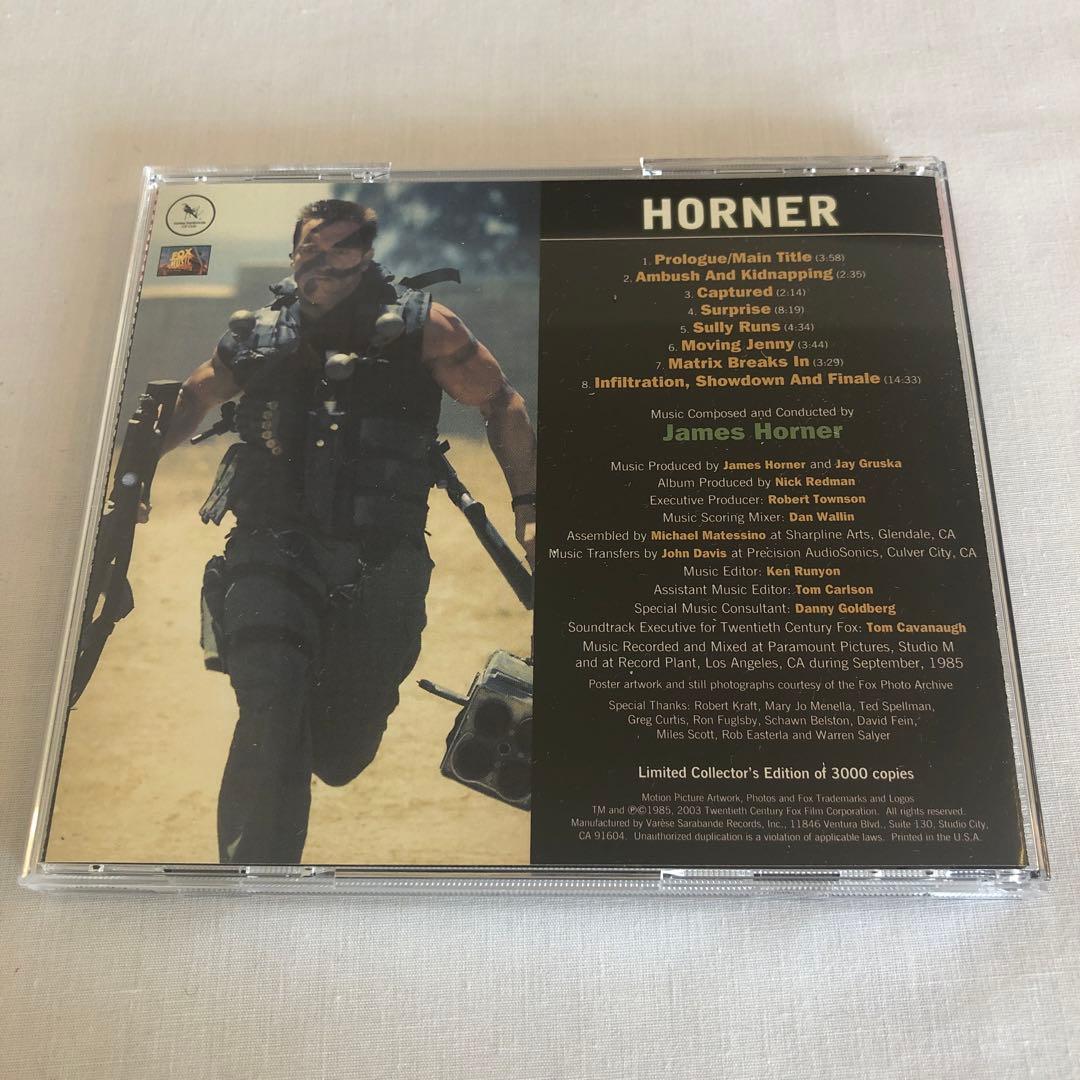 HORNER
1. Prologue/Main Title (3:58)
2. Ambush And Kidnapping (2:35)
3. Captured (2:14)
4. Surprise (8:19)
5. Sully Runs (4:34)
6. Moving Jenny (3:44)
7. Matrix Breaks In (3:29)
8. Infiltration, Showdown And Finale (14:33)
Music Composed and Conducted by
James Horner
Music Produced by James Horner and Jay Gruska
Album Produced by Nick Redman
Executive Producer: Robert Townson
Music Scoring Mixer: Dan Wallin
Assembled by Michael Matessino at Sharpline Arts, Glendale, CA
Music Transfers by John Davis at Precision AudioSonics, Culver City, CA
Music Editor: Ken Runyon
Assistant Music Editor: Tom Carlson
Special Music Consultant: Danny Goldberg
Soundtrack Executive for Twentieth Century Fox: Tom Cavanaugh
Music Recorded and Mixed at Paramount Pictures, Studio M
and at Record Plant, Los Angeles, CA during September, 1985
Poster artwork and still photographs courtesy of the Fox Photo Archive
Special Thanks: Robert Kraft, Mary Jo Menella, Ted Spellman,
Greg Curtis, Ron Fuglsby, Schawn Belston, David Fein,
Miles Scott, Rob Easterla and Warren Salyer
Limited Collector's Edition of 3000 copies
Motion Picture Artwork, Photos and Fox Trademarks and Logos
TM and ℗©1985, 2003 Twentieth Century Fox Film Corporation. All rights reserved.
Manufactured by Varèse Sarabande Records, Inc., 11846 Ventura Blvd., Suite 130, Studio City,
CA 91604. Unauthorized duplication is a violation of applicable laws. Printed in the U.S.A.
FOX
MUSIC